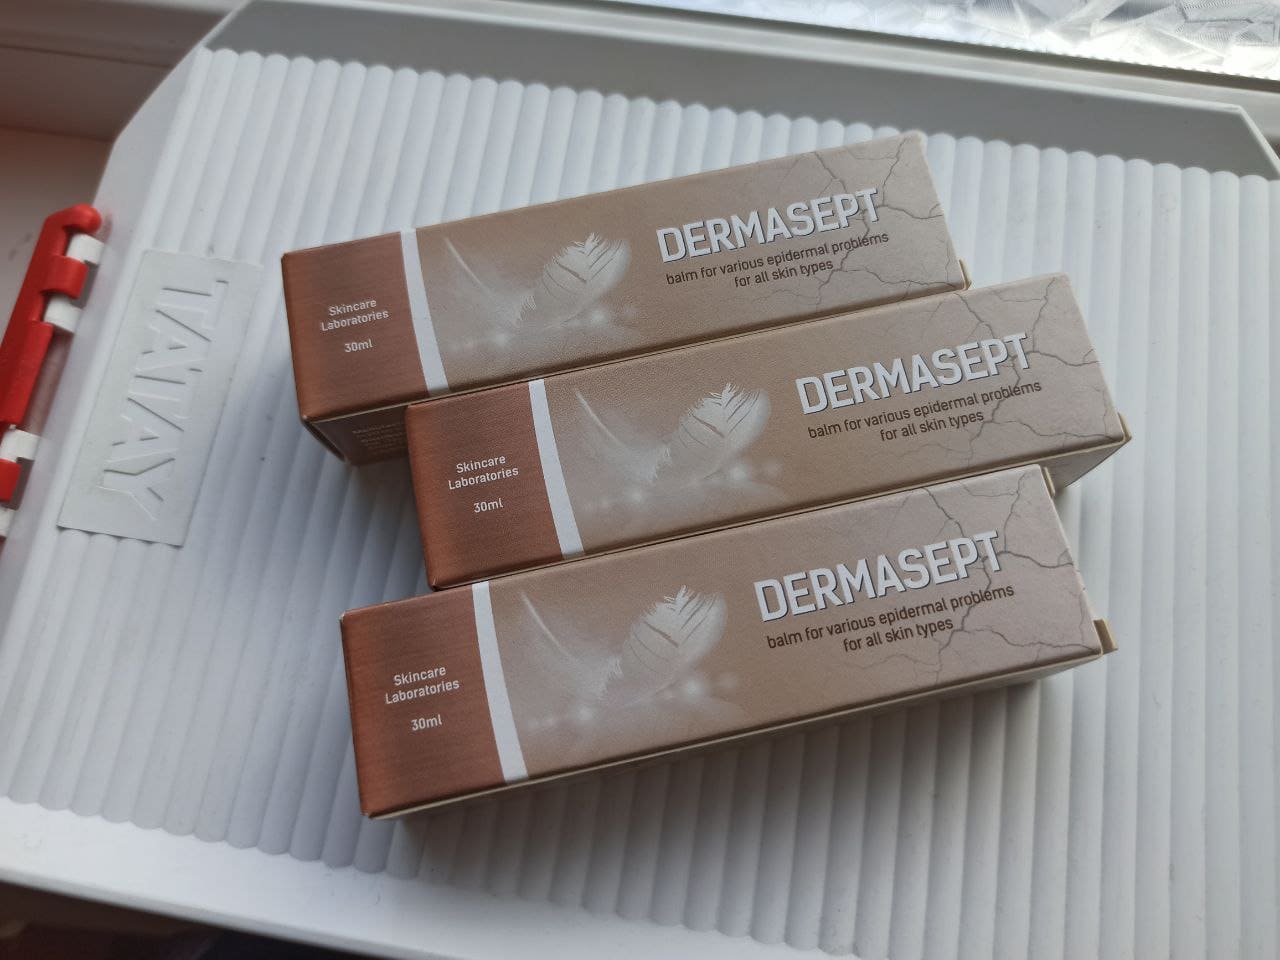 DERMASEPT
balm for various epidermal problems
for all skin types
Skincare
Laboratories
30ml
DERMASEPT
balm for various epidermal problems
for all skin types
Skincare
Laboratories
30ml
DERMASEPT
balm for various epidermal problems
for all skin types
Skincare
Laboratories
30ml
TATAY